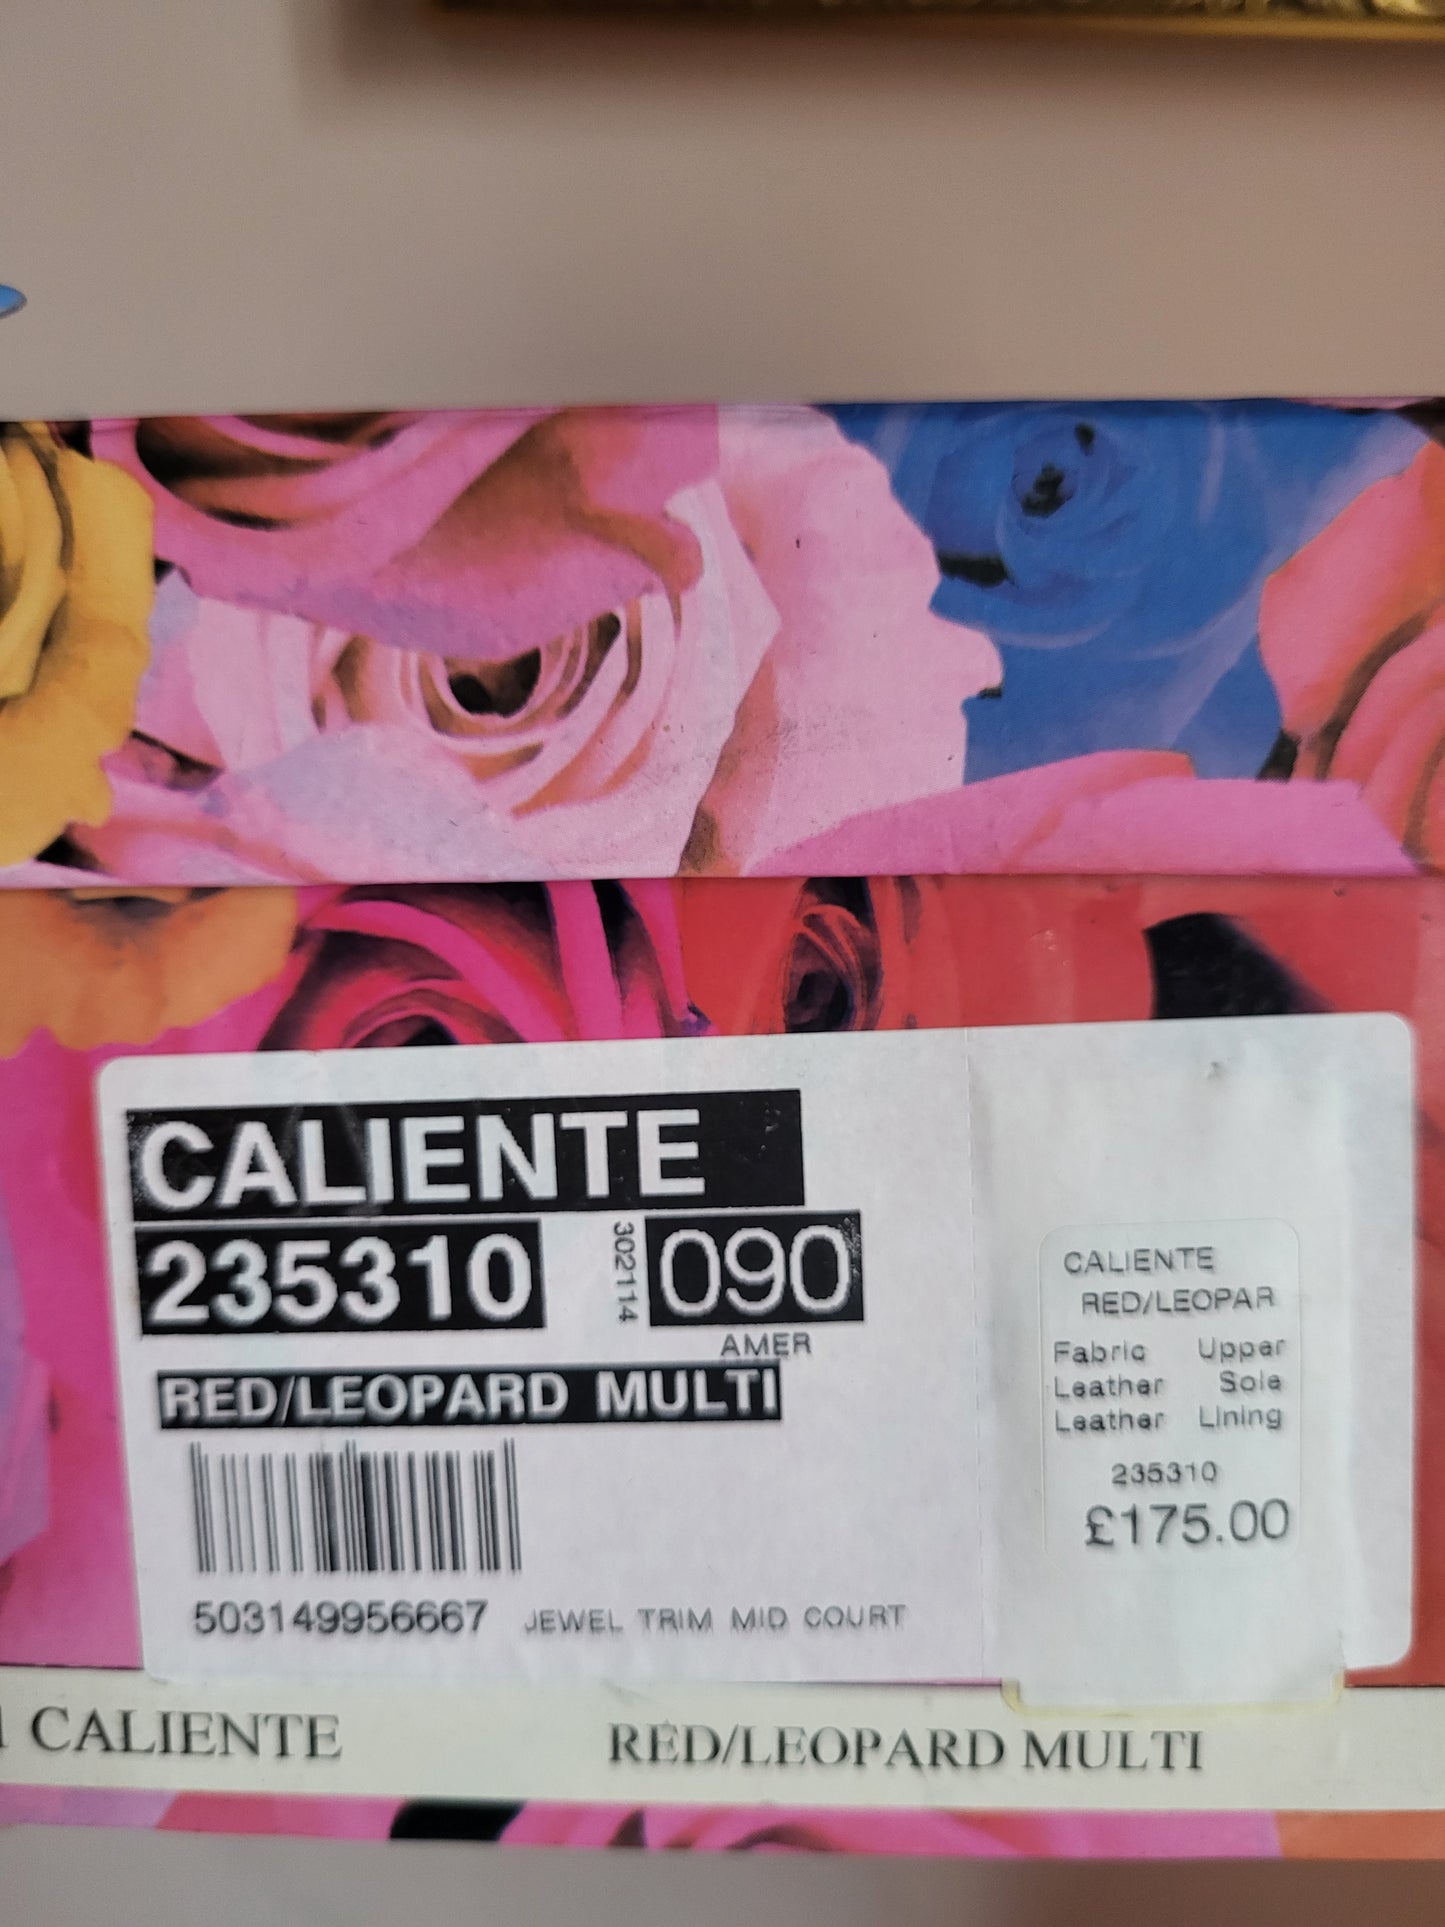 CALIENTE
235310
302114
090
AMER
RED/LEOPARD MULTI
503149956667
JEWEL TRIM MID COURT
CALIENTE
RED/LEOPAR
Fabric Upper
Leather Sole
Leather Lining
235310
£175.00
CALIENTE RED/LEOPARD MULTI